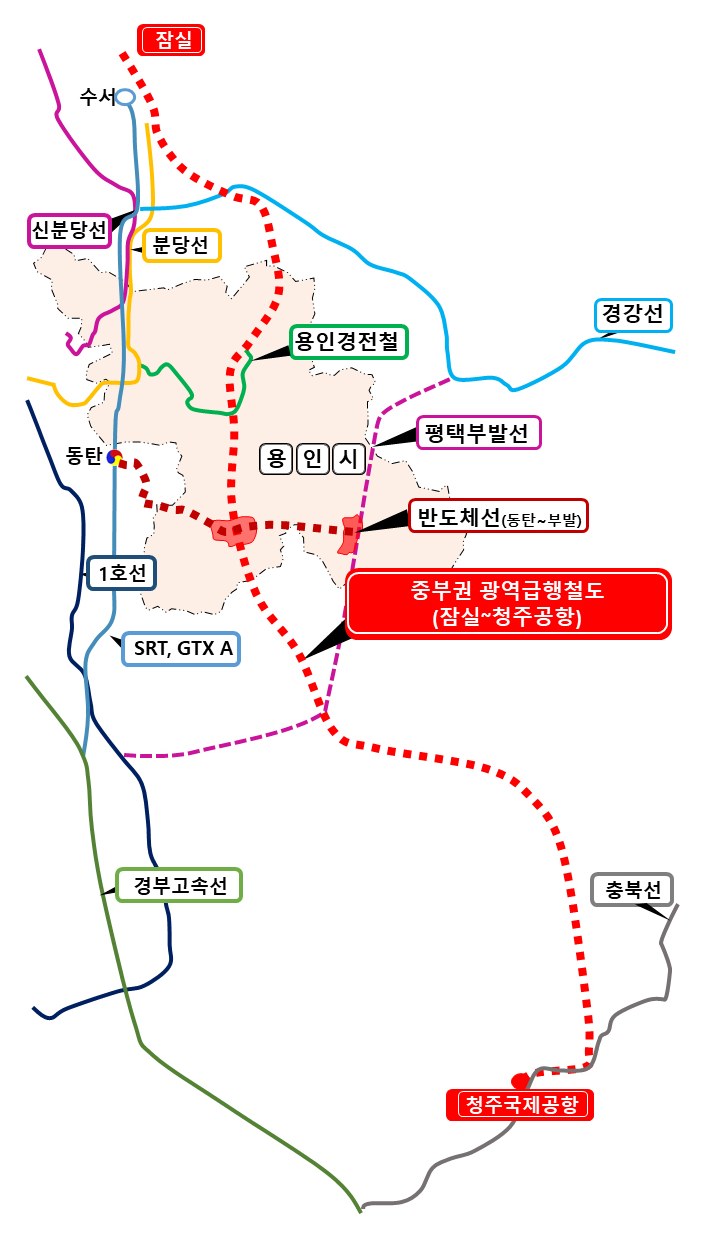 잠실
수서
신분당선
분당선
경강선
용인경전철
평택부발선
용인시
동탄
반도체선(동탄~부발)
1호선
중부권 광역급행철도
(잠실~청주공항)
SRT, GTX A
경부고속선
충북선
청주국제공항